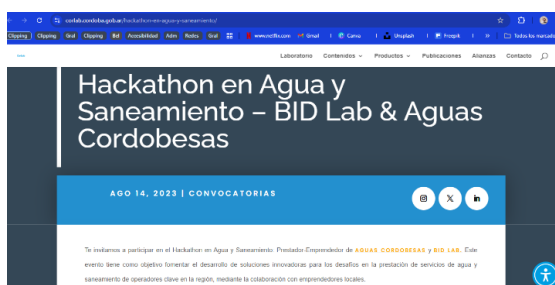 corlab.cordoba.gob.ar/hackathon-en-agua-y-saneamiento/
Clipping Clipping Gral Clipping Bel Accesibilidad Adm Redes Gral www.netflix.com Gmail Canva Unsplash Freepik Todos los marcado
Laboratorio Contenidos Productos Publicaciones Alianzas Contacto
Hackathon en Agua y
Saneamiento – BID Lab & Aguas
Cordobesas
AGO 14, 2023 | CONVOCATORIAS
Te invitamos a participar en el Hackathon en Agua y Saneamiento. Prestador-Emprendedor de AGUAS CORDOBESAS y BID LAB. Este
evento tiene como objetivo fomentar el desarrollo de soluciones innovadoras para los desafíos en la prestación de servicios de agua y
saneamiento de operadores clave en la región, mediante la colaboración con emprendedores locales.